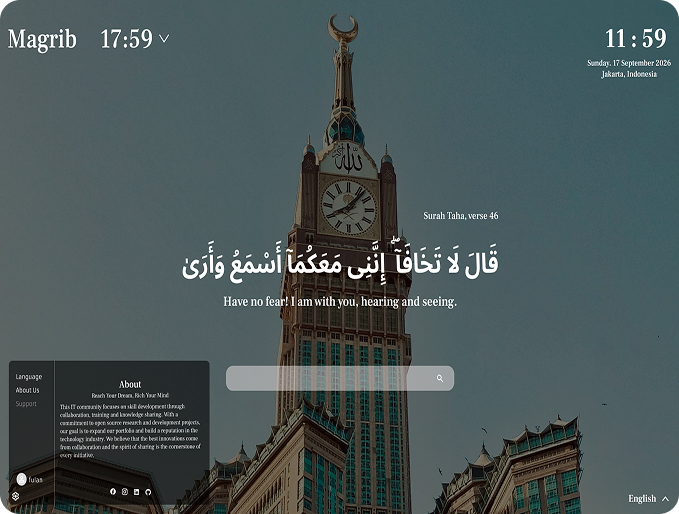 Magrib 17:59
11 : 59
Sunday, 17 September 2026
Jakarta, Indonesia
الله
Surah Taha, verse 46
قَالَ لَا تَخَافَآ ۖ إِنَّنِى مَعَكُمَآ أَسْمَعُ وَأَرَىٰ
Have no fear! I am with you, hearing and seeing.
Language
About Us
Support
About
Reach Your Dream, Rich Your Mind
This IT community focuses on skill development through
collaboration, training and knowledge sharing. With a
commitment to open source research and development projects,
our goal is to expand our portfolio and build a reputation in the
technology industry. We believe that the best innovations come
from collaboration and the spirit of sharing is the cornerstone of
every initiative.
fulan
English